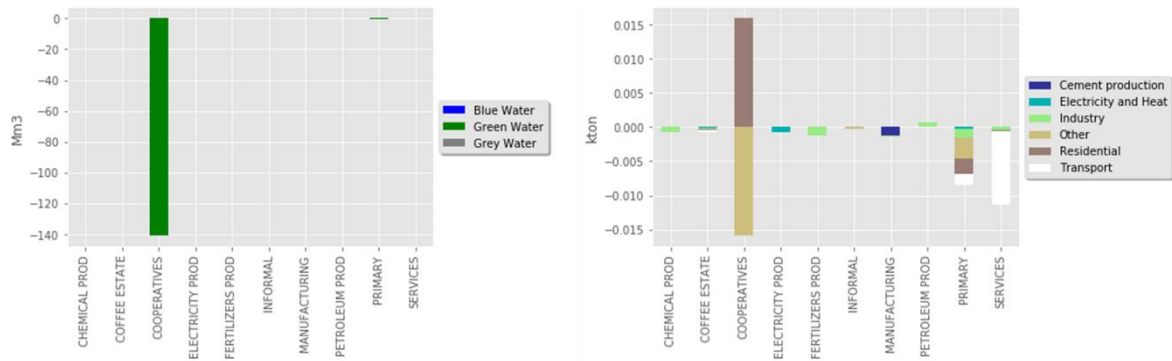 0
−20
−40
−60
−80
−100
−120
−140
Mm3
CHEMICAL PROD
COFFEE ESTATE
COOPERATIVES
ELECTRICITY PROD
FERTILIZERS PROD
INFORMAL
MANUFACTURING
PETROLEUM PROD
PRIMARY
SERVICES
Blue Water
Green Water
Grey Water
0.015
0.010
0.005
0.000
−0.005
−0.010
−0.015
kton
CHEMICAL PROD
COFFEE ESTATE
COOPERATIVES
ELECTRICITY PROD
FERTILIZERS PROD
INFORMAL
MANUFACTURING
PETROLEUM PROD
PRIMARY
SERVICES
Cement production
Electricity and Heat
Industry
Other
Residential
Transport